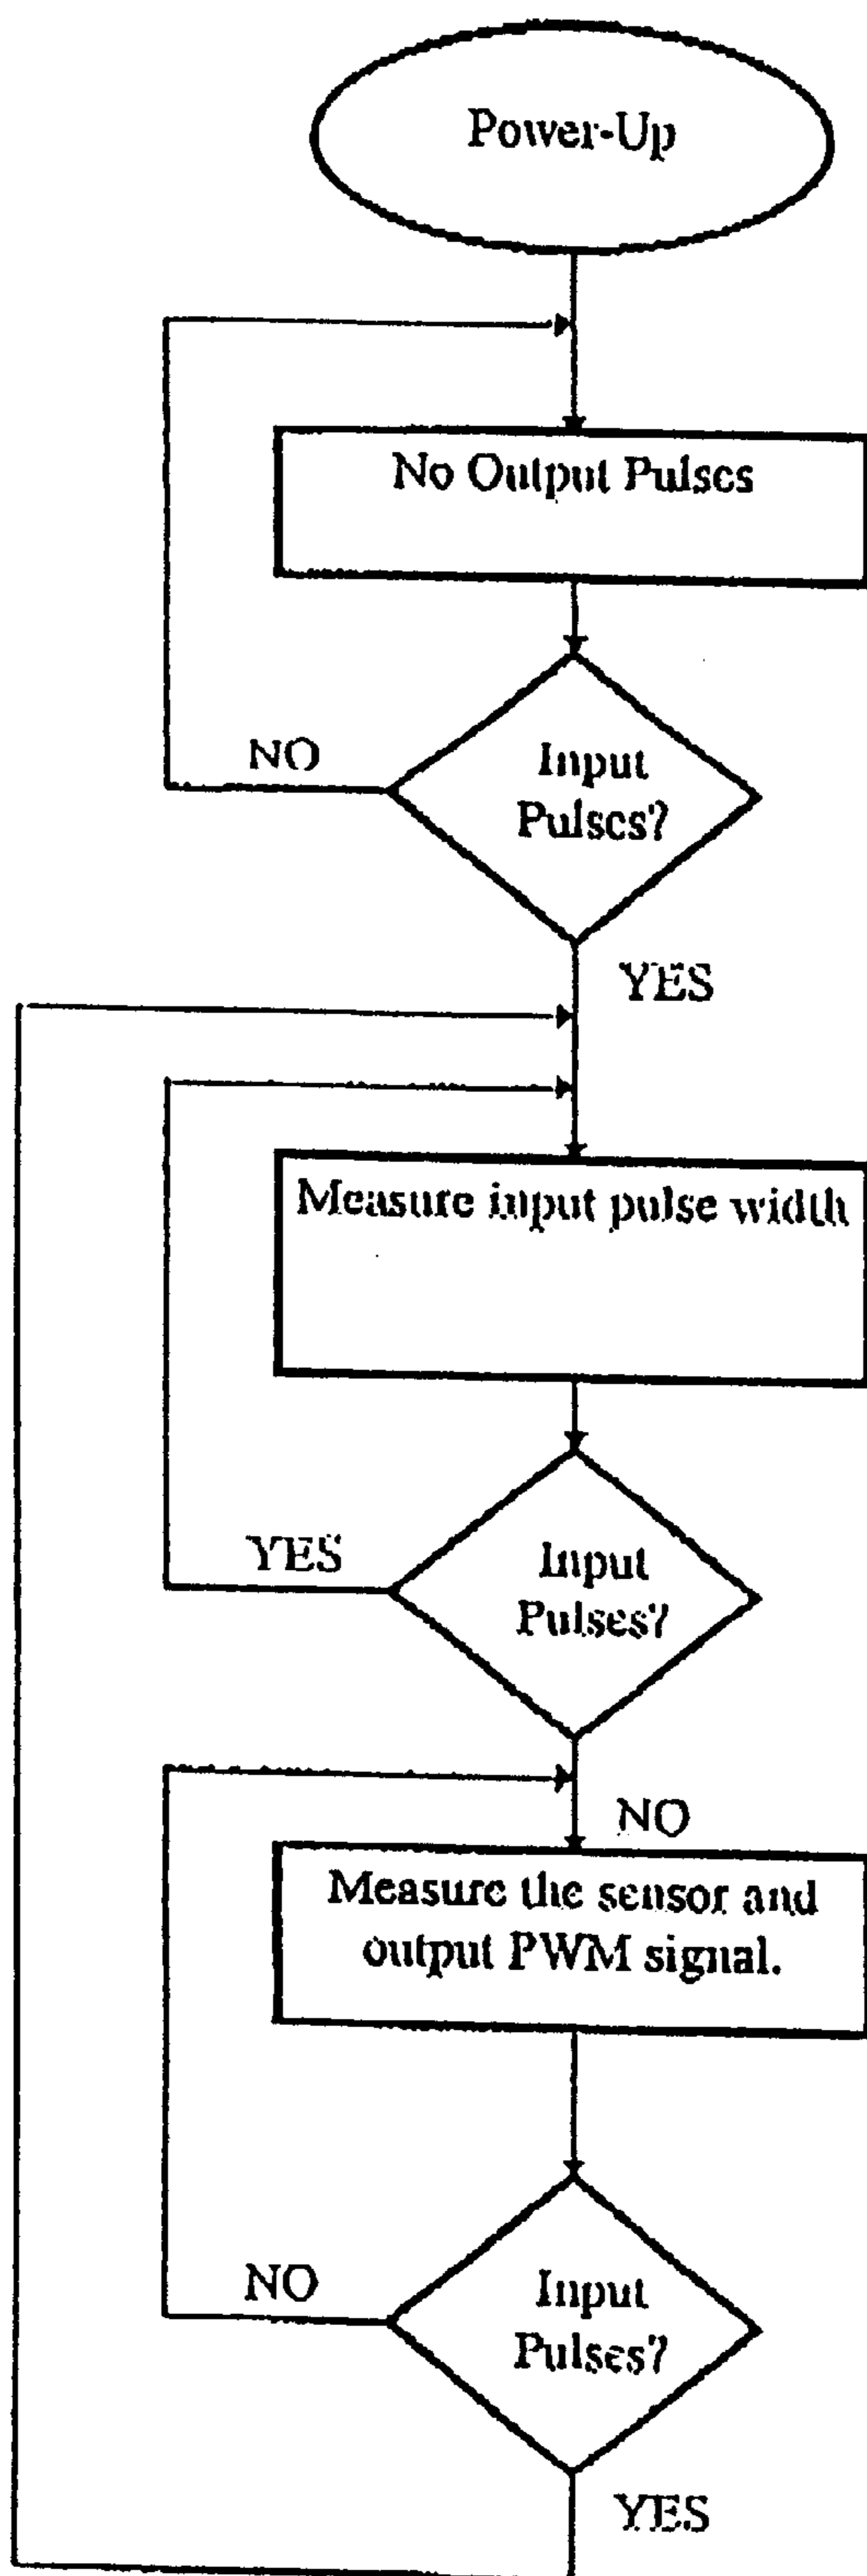 Power-Up
No Output Pulses
NO
Input
Pulses?
YES
Measure input pulse width
YES
Input
Pulses?
NO
Measure the sensor and
output PWM signal.
NO
Input
Pulses?
YES